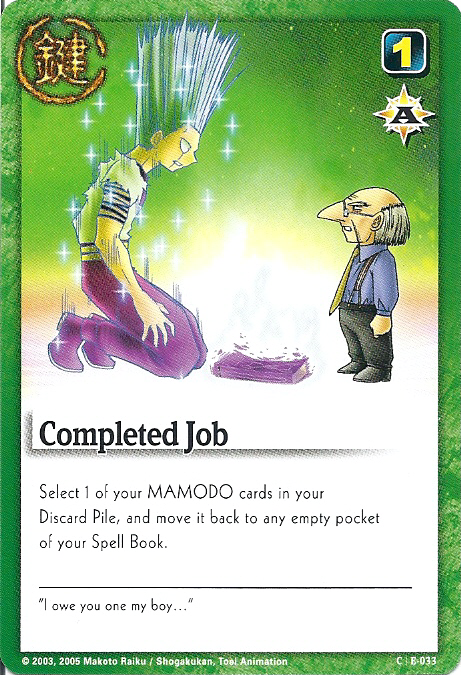 鍵
1
A
Completed Job
Select 1 of your MAMODO cards in your
Discard Pile, and move it back to any empty pocket
of your Spell Book.
"I owe you one my boy..."
© 2003, 2005 Makoto Raiku / Shogakukan, Toei Animation
C | E-033